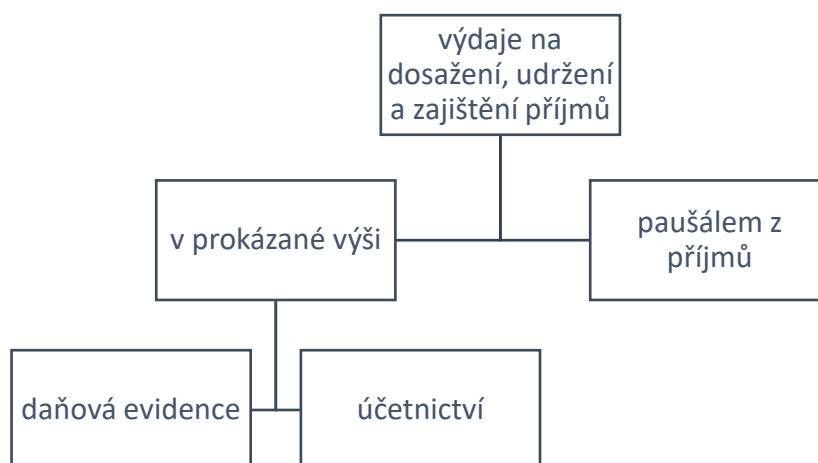 výdaje na
dosažení, udržení
a zajištění příjmů
v prokázané výši
paušálem z
příjmů
daňová evidence
účetnictví